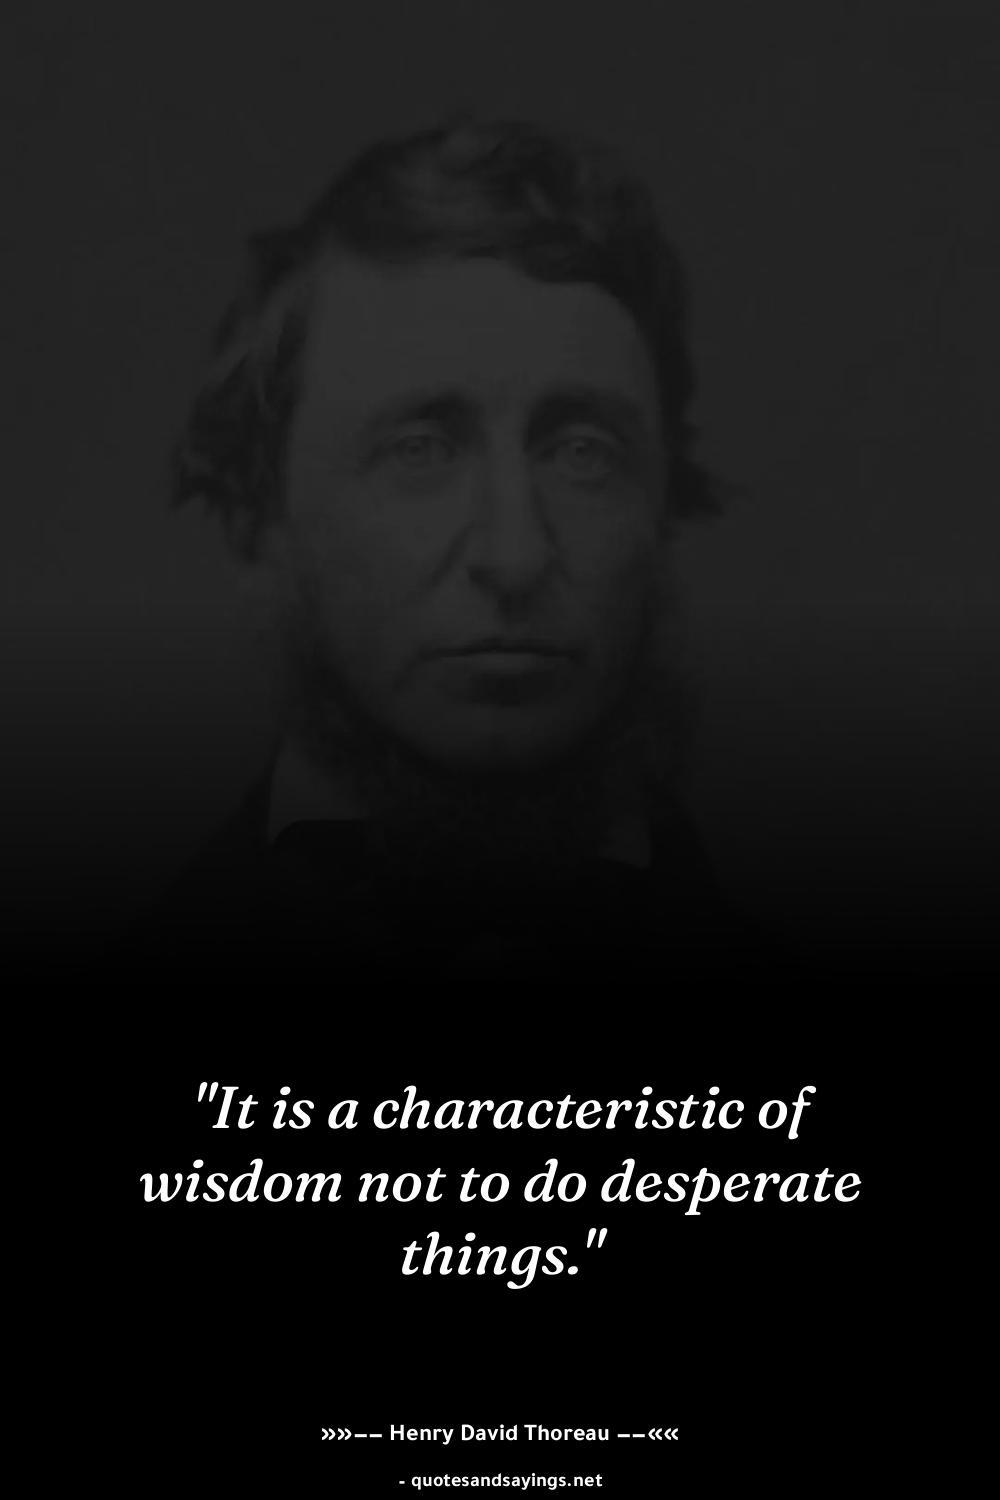 "It is a characteristic of
wisdom not to do desperate
things."
»»−− Henry David Thoreau −−««
- quotesandsayings.net